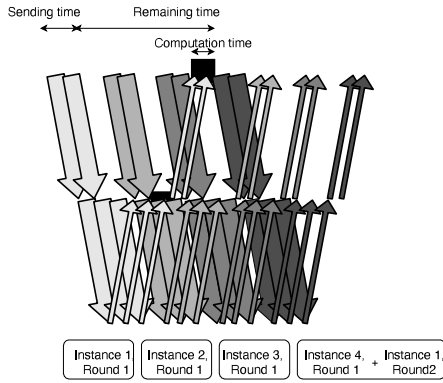 Sending time
Remaining time
Computation time
Instance 1,
Round 1
Instance 2,
Round 1
Instance 3,
Round 1
Instance 4,
Round 1
+
Instance 1,
Round2